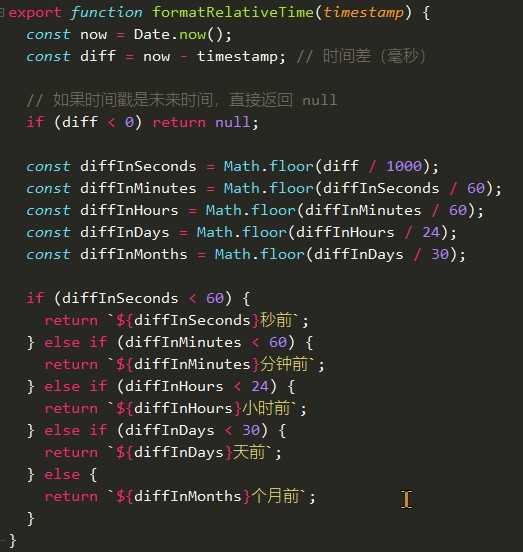 export function formatRelativeTime(timestamp) {
const now = Date.now();
const diff = now - timestamp; // 时间差（毫秒）
// 如果时间戳是未来时间，直接返回 null
if (diff < 0) return null;
const diffInSeconds = Math.floor(diff / 1000);
const diffInMinutes = Math.floor(diffInSeconds / 60);
const diffInHours = Math.floor(diffInMinutes / 60);
const diffInDays = Math.floor(diffInHours / 24);
const diffInMonths = Math.floor(diffInDays / 30);
if (diffInSeconds < 60) {
return `${diffInSeconds}秒前`;
} else if (diffInMinutes < 60) {
return `${diffInMinutes}分钟前`;
} else if (diffInHours < 24) {
return `${diffInHours}小时前`;
} else if (diffInDays < 30) {
return `${diffInDays}天前`;
} else {
return `${diffInMonths}个月前`;
}
}